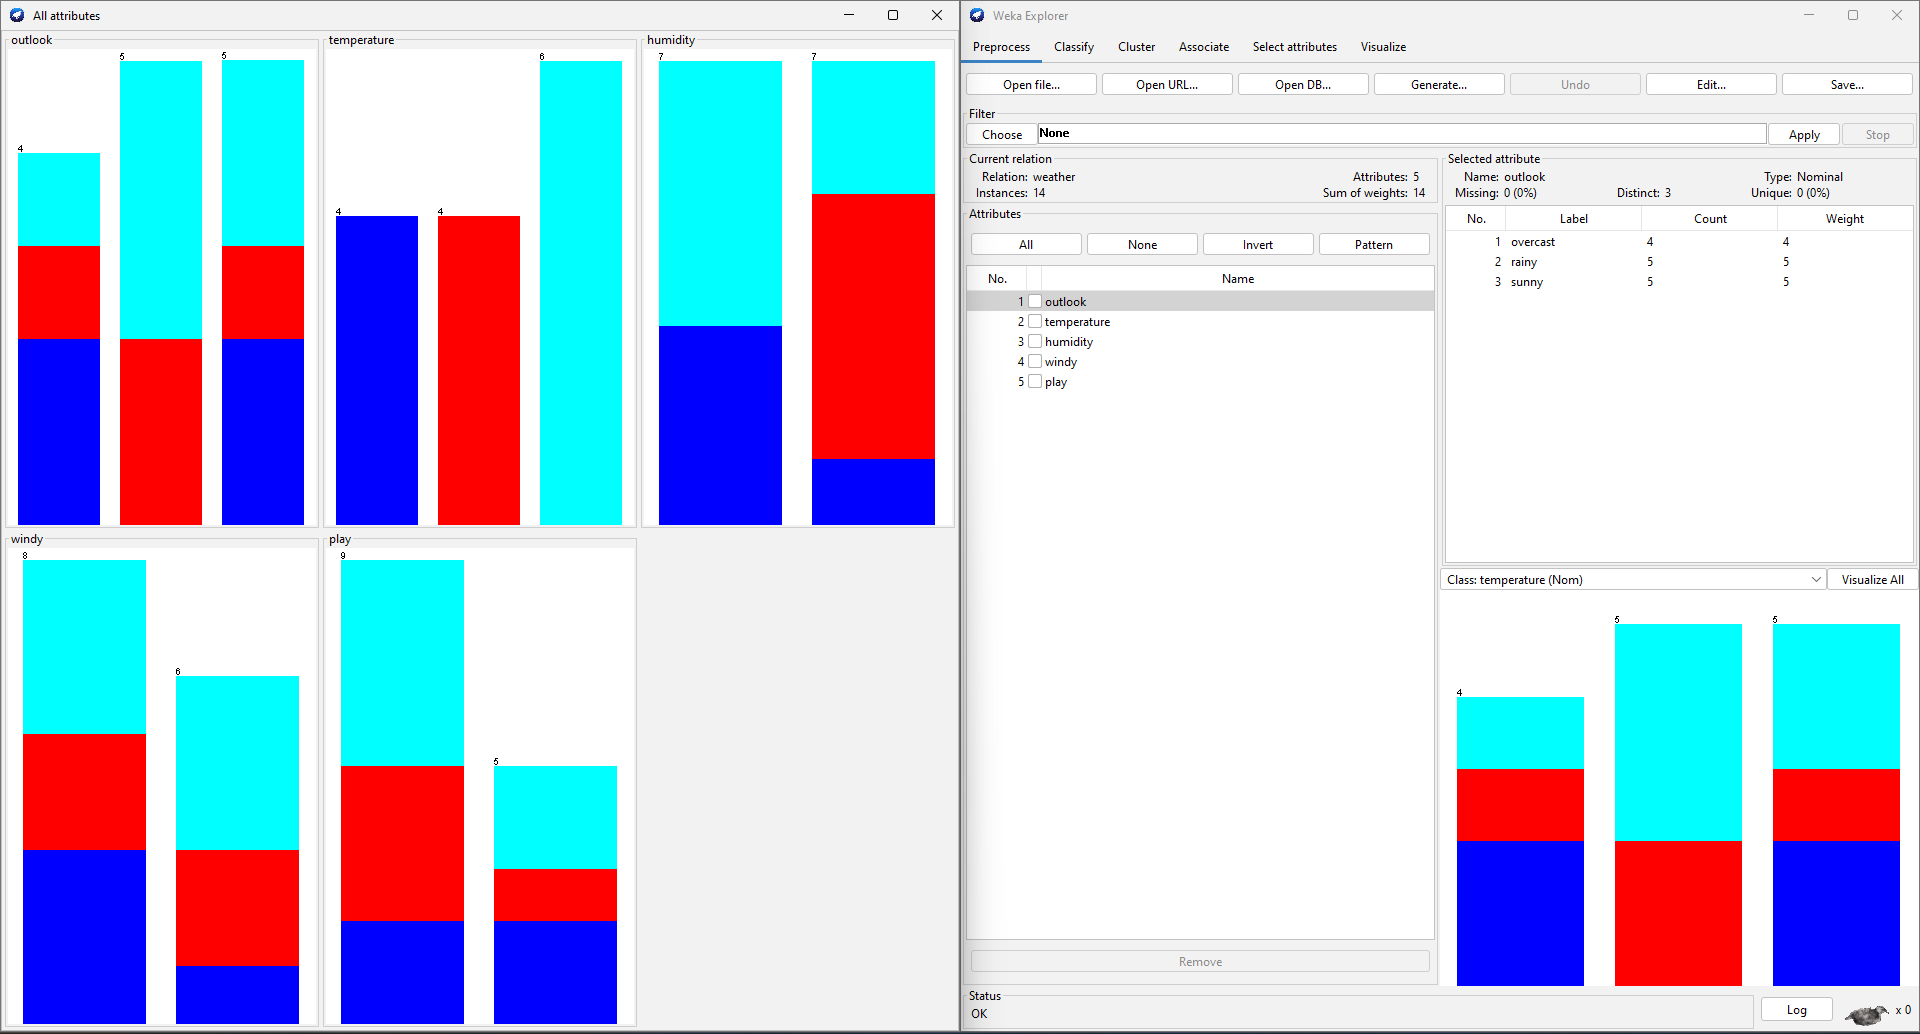 All attributes
outlook
4
5
5
temperature
4
4
6
humidity
7
7
windy
8
6
play
9
5
Weka Explorer
Preprocess Classify Cluster Associate Select attributes Visualize
Open file... Open URL... Open DB... Generate... Undo Edit... Save...
Filter
Choose None Apply Stop
Current relation
Relation: weather Attributes: 5
Instances: 14 Sum of weights: 14
Attributes
All None Invert Pattern
No. Name
1 outlook
2 temperature
3 humidity
4 windy
5 play
Remove
Selected attribute
Name: outlook Type: Nominal
Missing: 0 (0%) Distinct: 3 Unique: 0 (0%)
No. Label Count Weight
1 overcast 4 4
2 rainy 5 5
3 sunny 5 5
Class: temperature (Nom) Visualize All
4
5
5
Status
OK
Log x 0